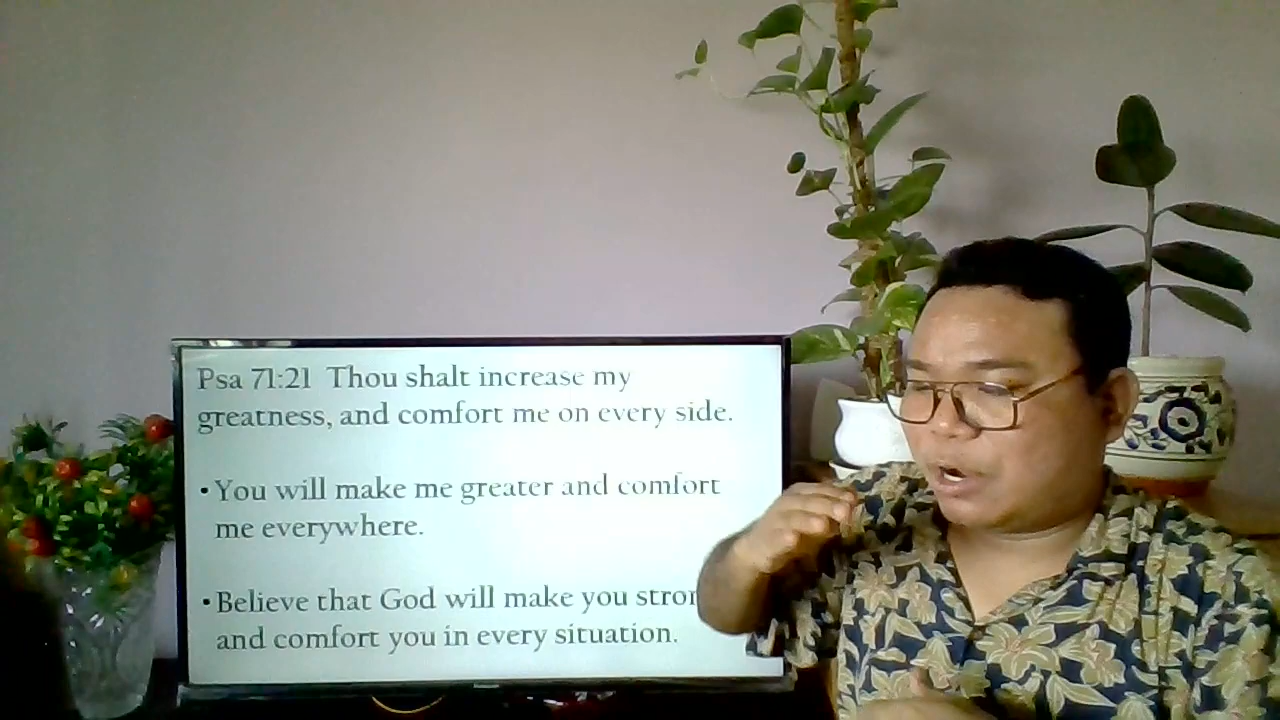 Psa 71:21 Thou shalt increase my
greatness, and comfort me on every side.
• You will make me greater and comfort
me everywhere.
• Believe that God will make you stron
and comfort you in every situation.